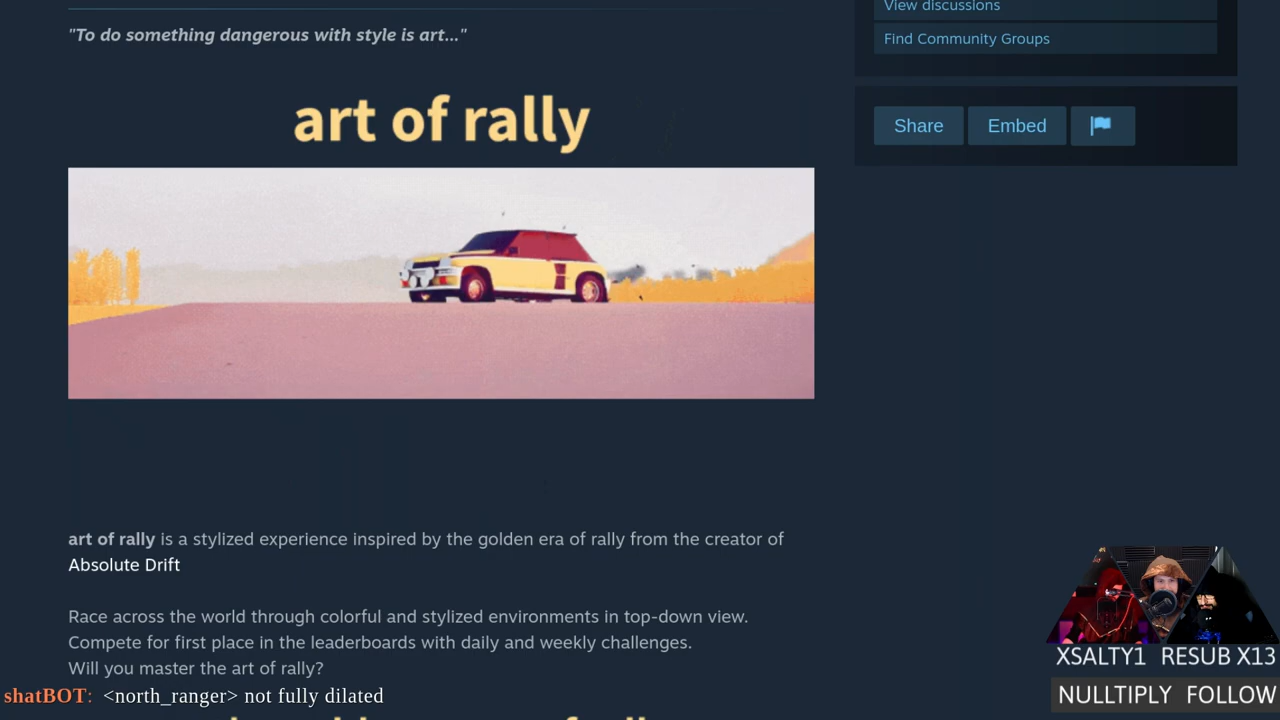 "To do something dangerous with style is art..."
art of rally
art of rally is a stylized experience inspired by the golden era of rally from the creator of
Absolute Drift
Race across the world through colorful and stylized environments in top-down view.
Compete for first place in the leaderboards with daily and weekly challenges.
Will you master the art of rally?
View discussions
Find Community Groups
Share Embed
shatBOT: <north_ranger> not fully dilated
XSALTY1 RESUB X13
NULLTIPLY FOLLOW